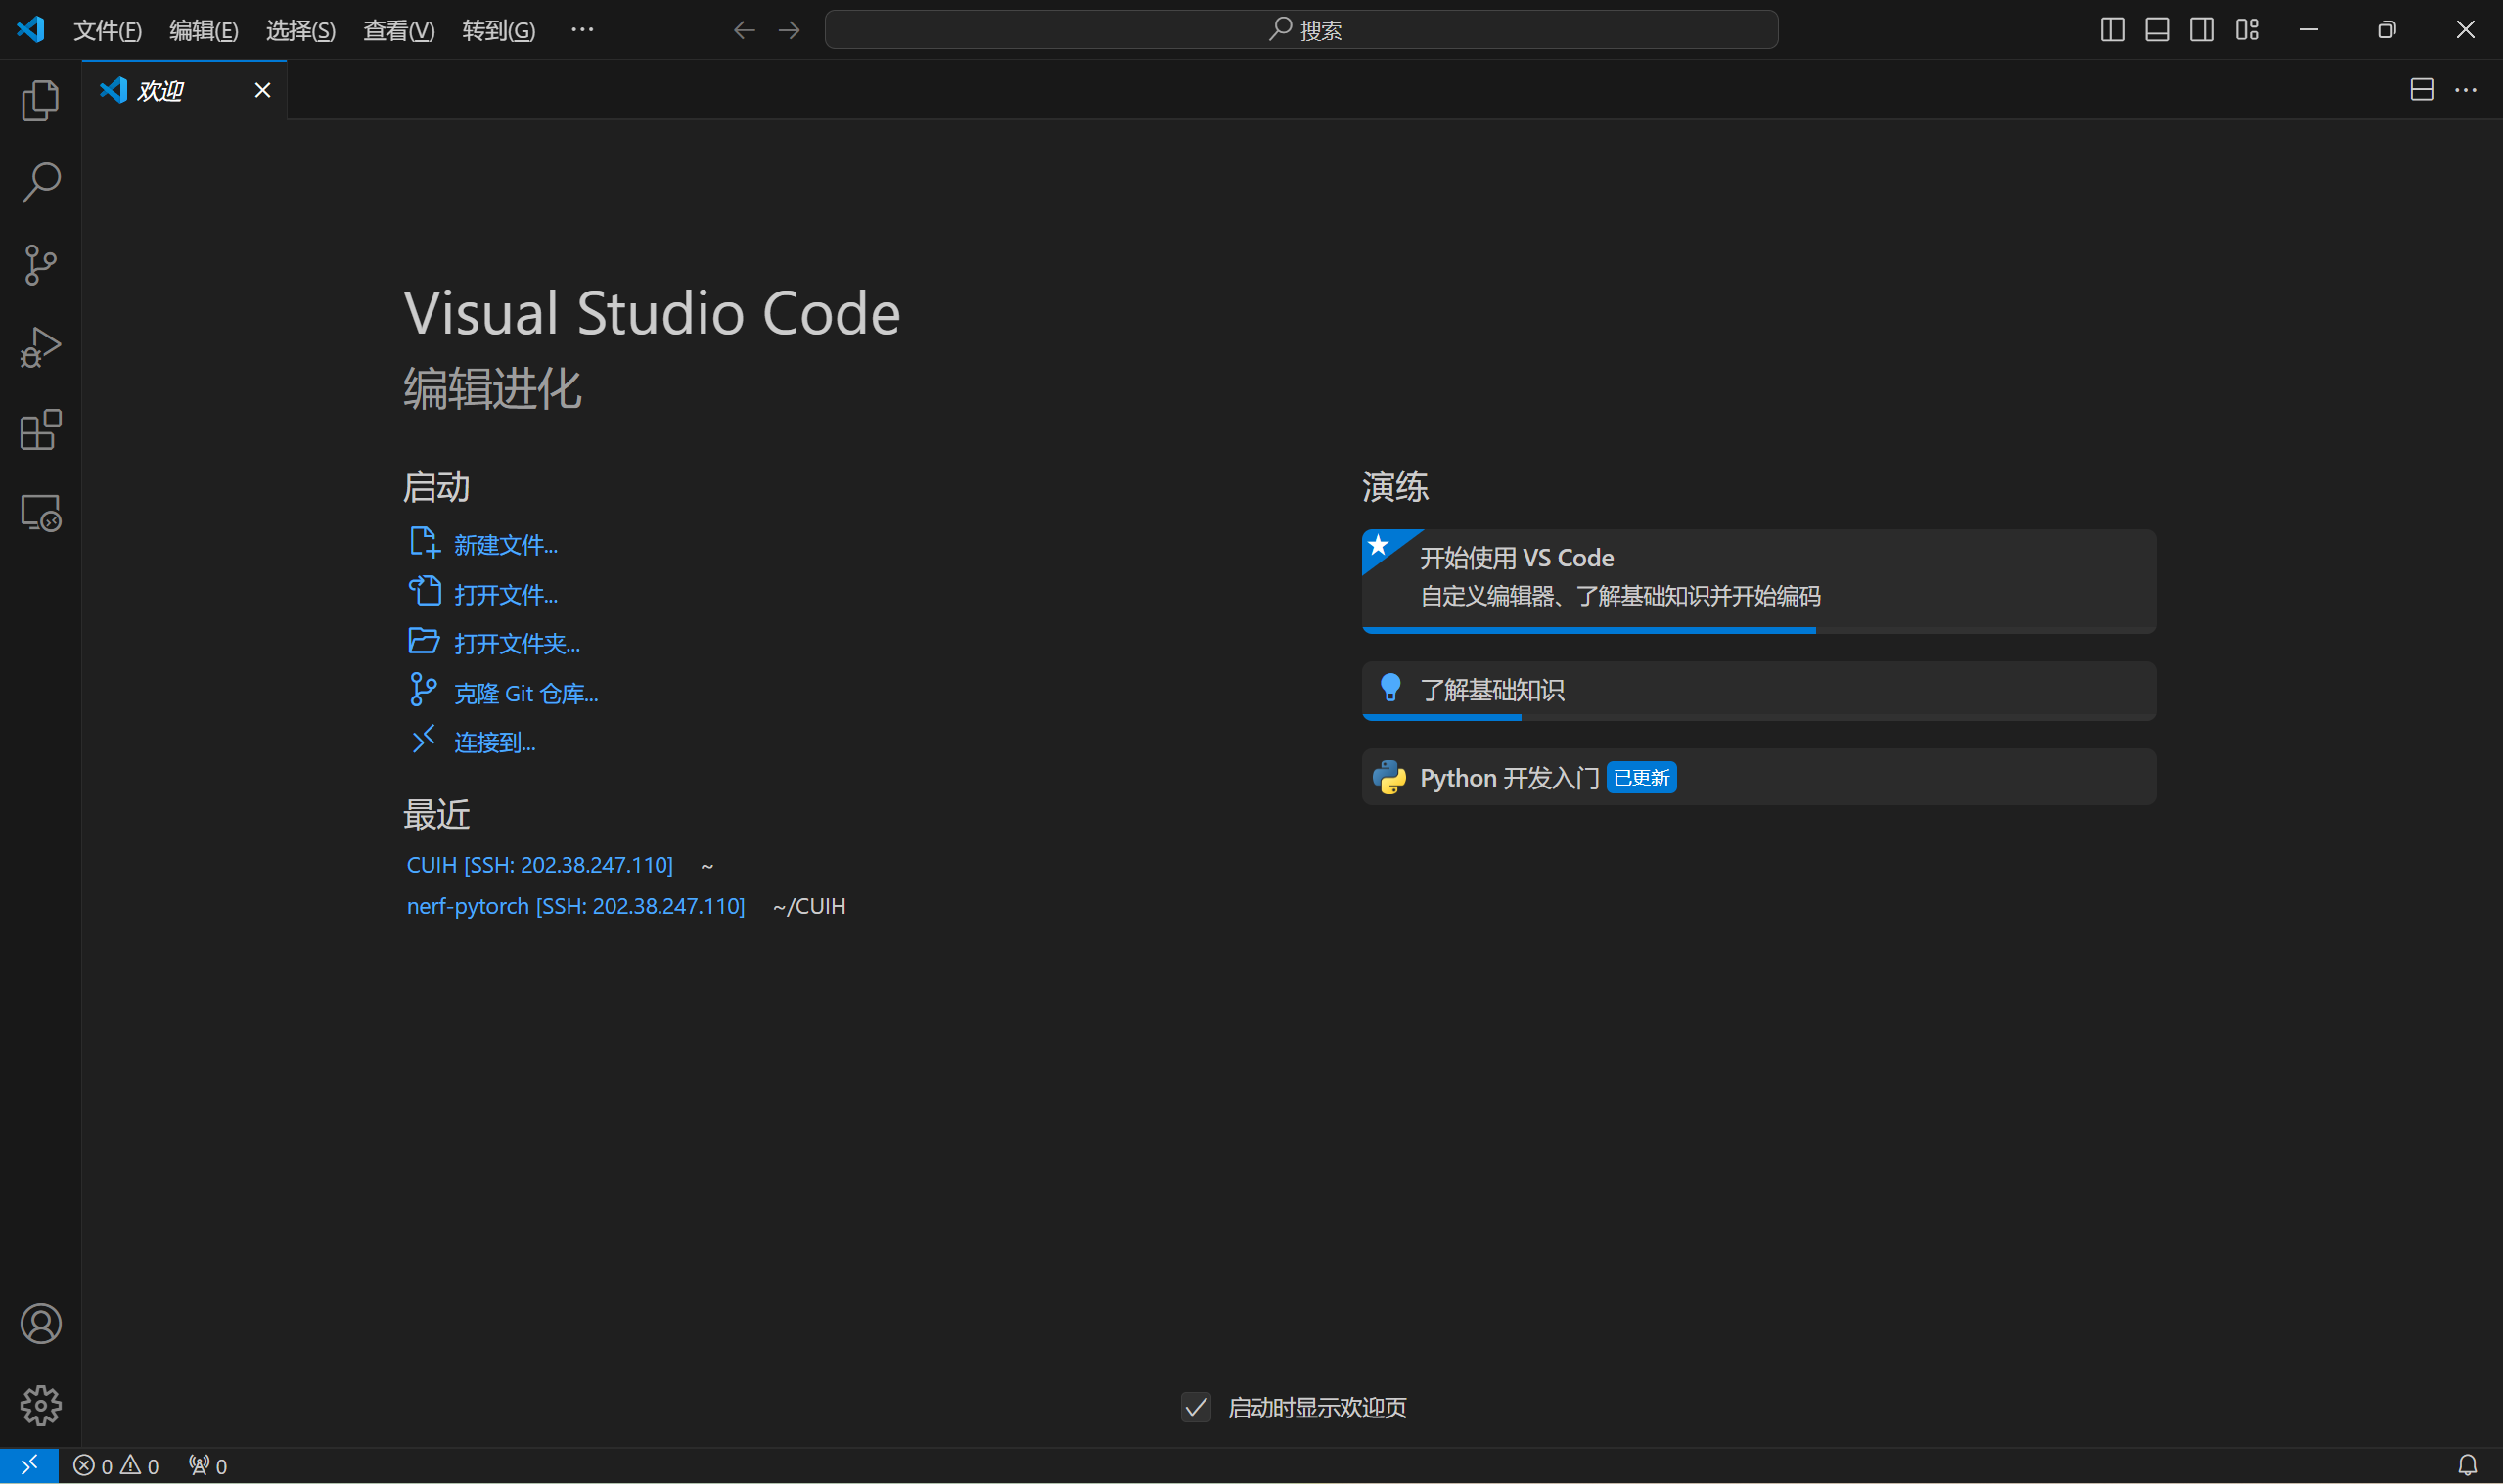 文件(F) 编辑(E) 选择(S) 查看(V) 转到(G) ··· 搜索
欢迎
Visual Studio Code
编辑进化
启动
新建文件...
打开文件...
打开文件夹...
克隆 Git 仓库...
连接到...
最近
CUIH [SSH: 202.38.247.110] ~
nerf-pytorch [SSH: 202.38.247.110] ~/CUIH
演练
开始使用 VS Code
自定义编辑器、了解基础知识并开始编码
了解基础知识
Python 开发入门 已更新
启动时显示欢迎页
0 0 0